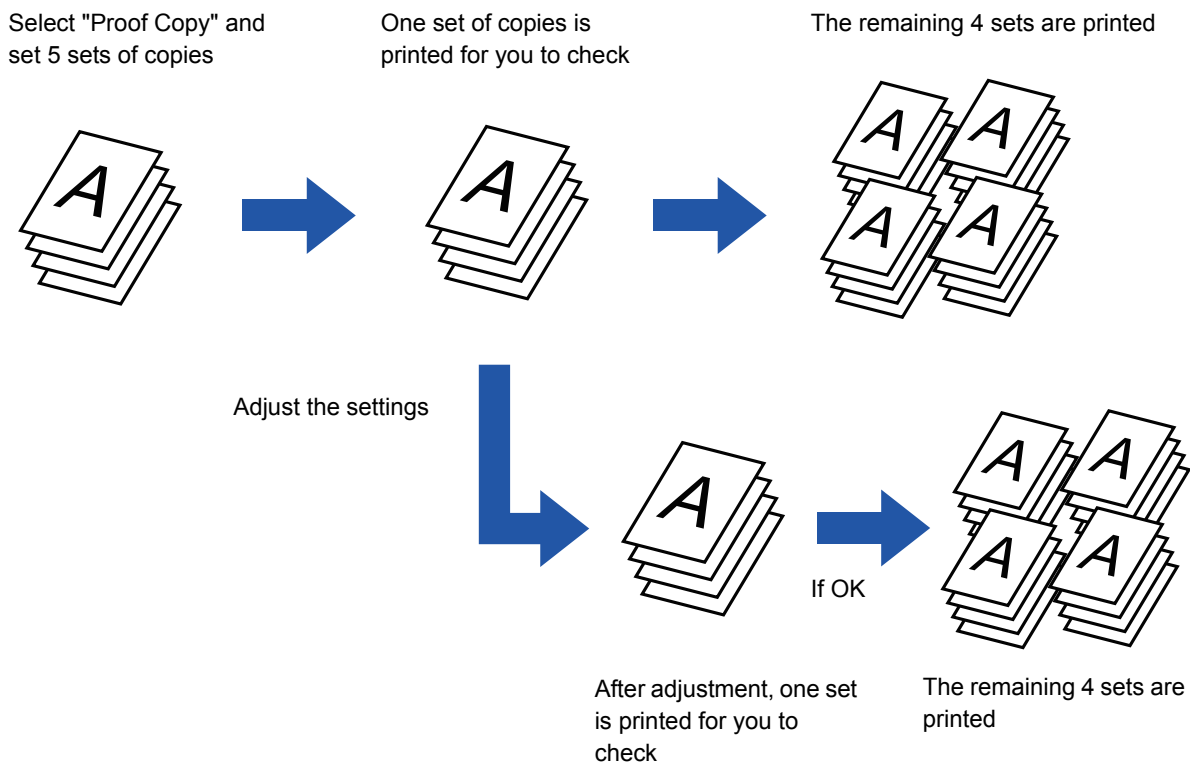 Select "Proof Copy" and
set 5 sets of copies
One set of copies is
printed for you to check
The remaining 4 sets are printed
A
A
A
A
A
A
Adjust the settings
A
A
A
A
A
If OK
After adjustment, one set
is printed for you to
check
The remaining 4 sets are
printed